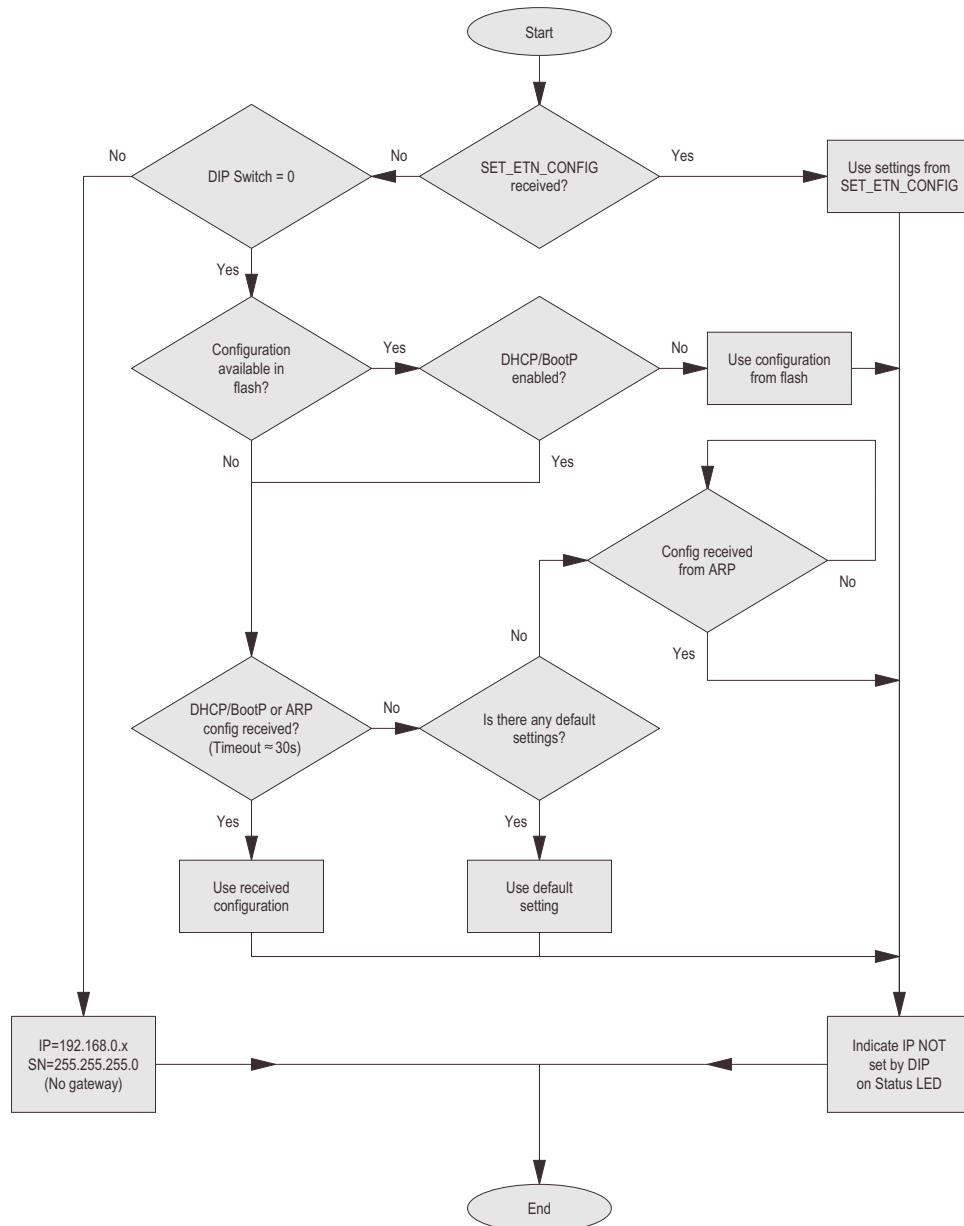 Start
No
DIP Switch = 0
No
SET_ETN_CONFIG
received?
Yes
Use settings from
SET_ETN_CONFIG
Yes
Configuration
available in
flash?
Yes
DHCP/BootP
enabled?
No
Use configuration
from flash
No
Yes
Config received
from ARP
No
No
Yes
DHCP/BootP or ARP
config received?
(Timeout ≈ 30s)
No
Is there any default
settings?
Yes
Yes
Use received
configuration
Use default
setting
IP=192.168.0.x
SN=255.255.255.0
(No gateway)
Indicate IP NOT
set by DIP
on Status LED
End